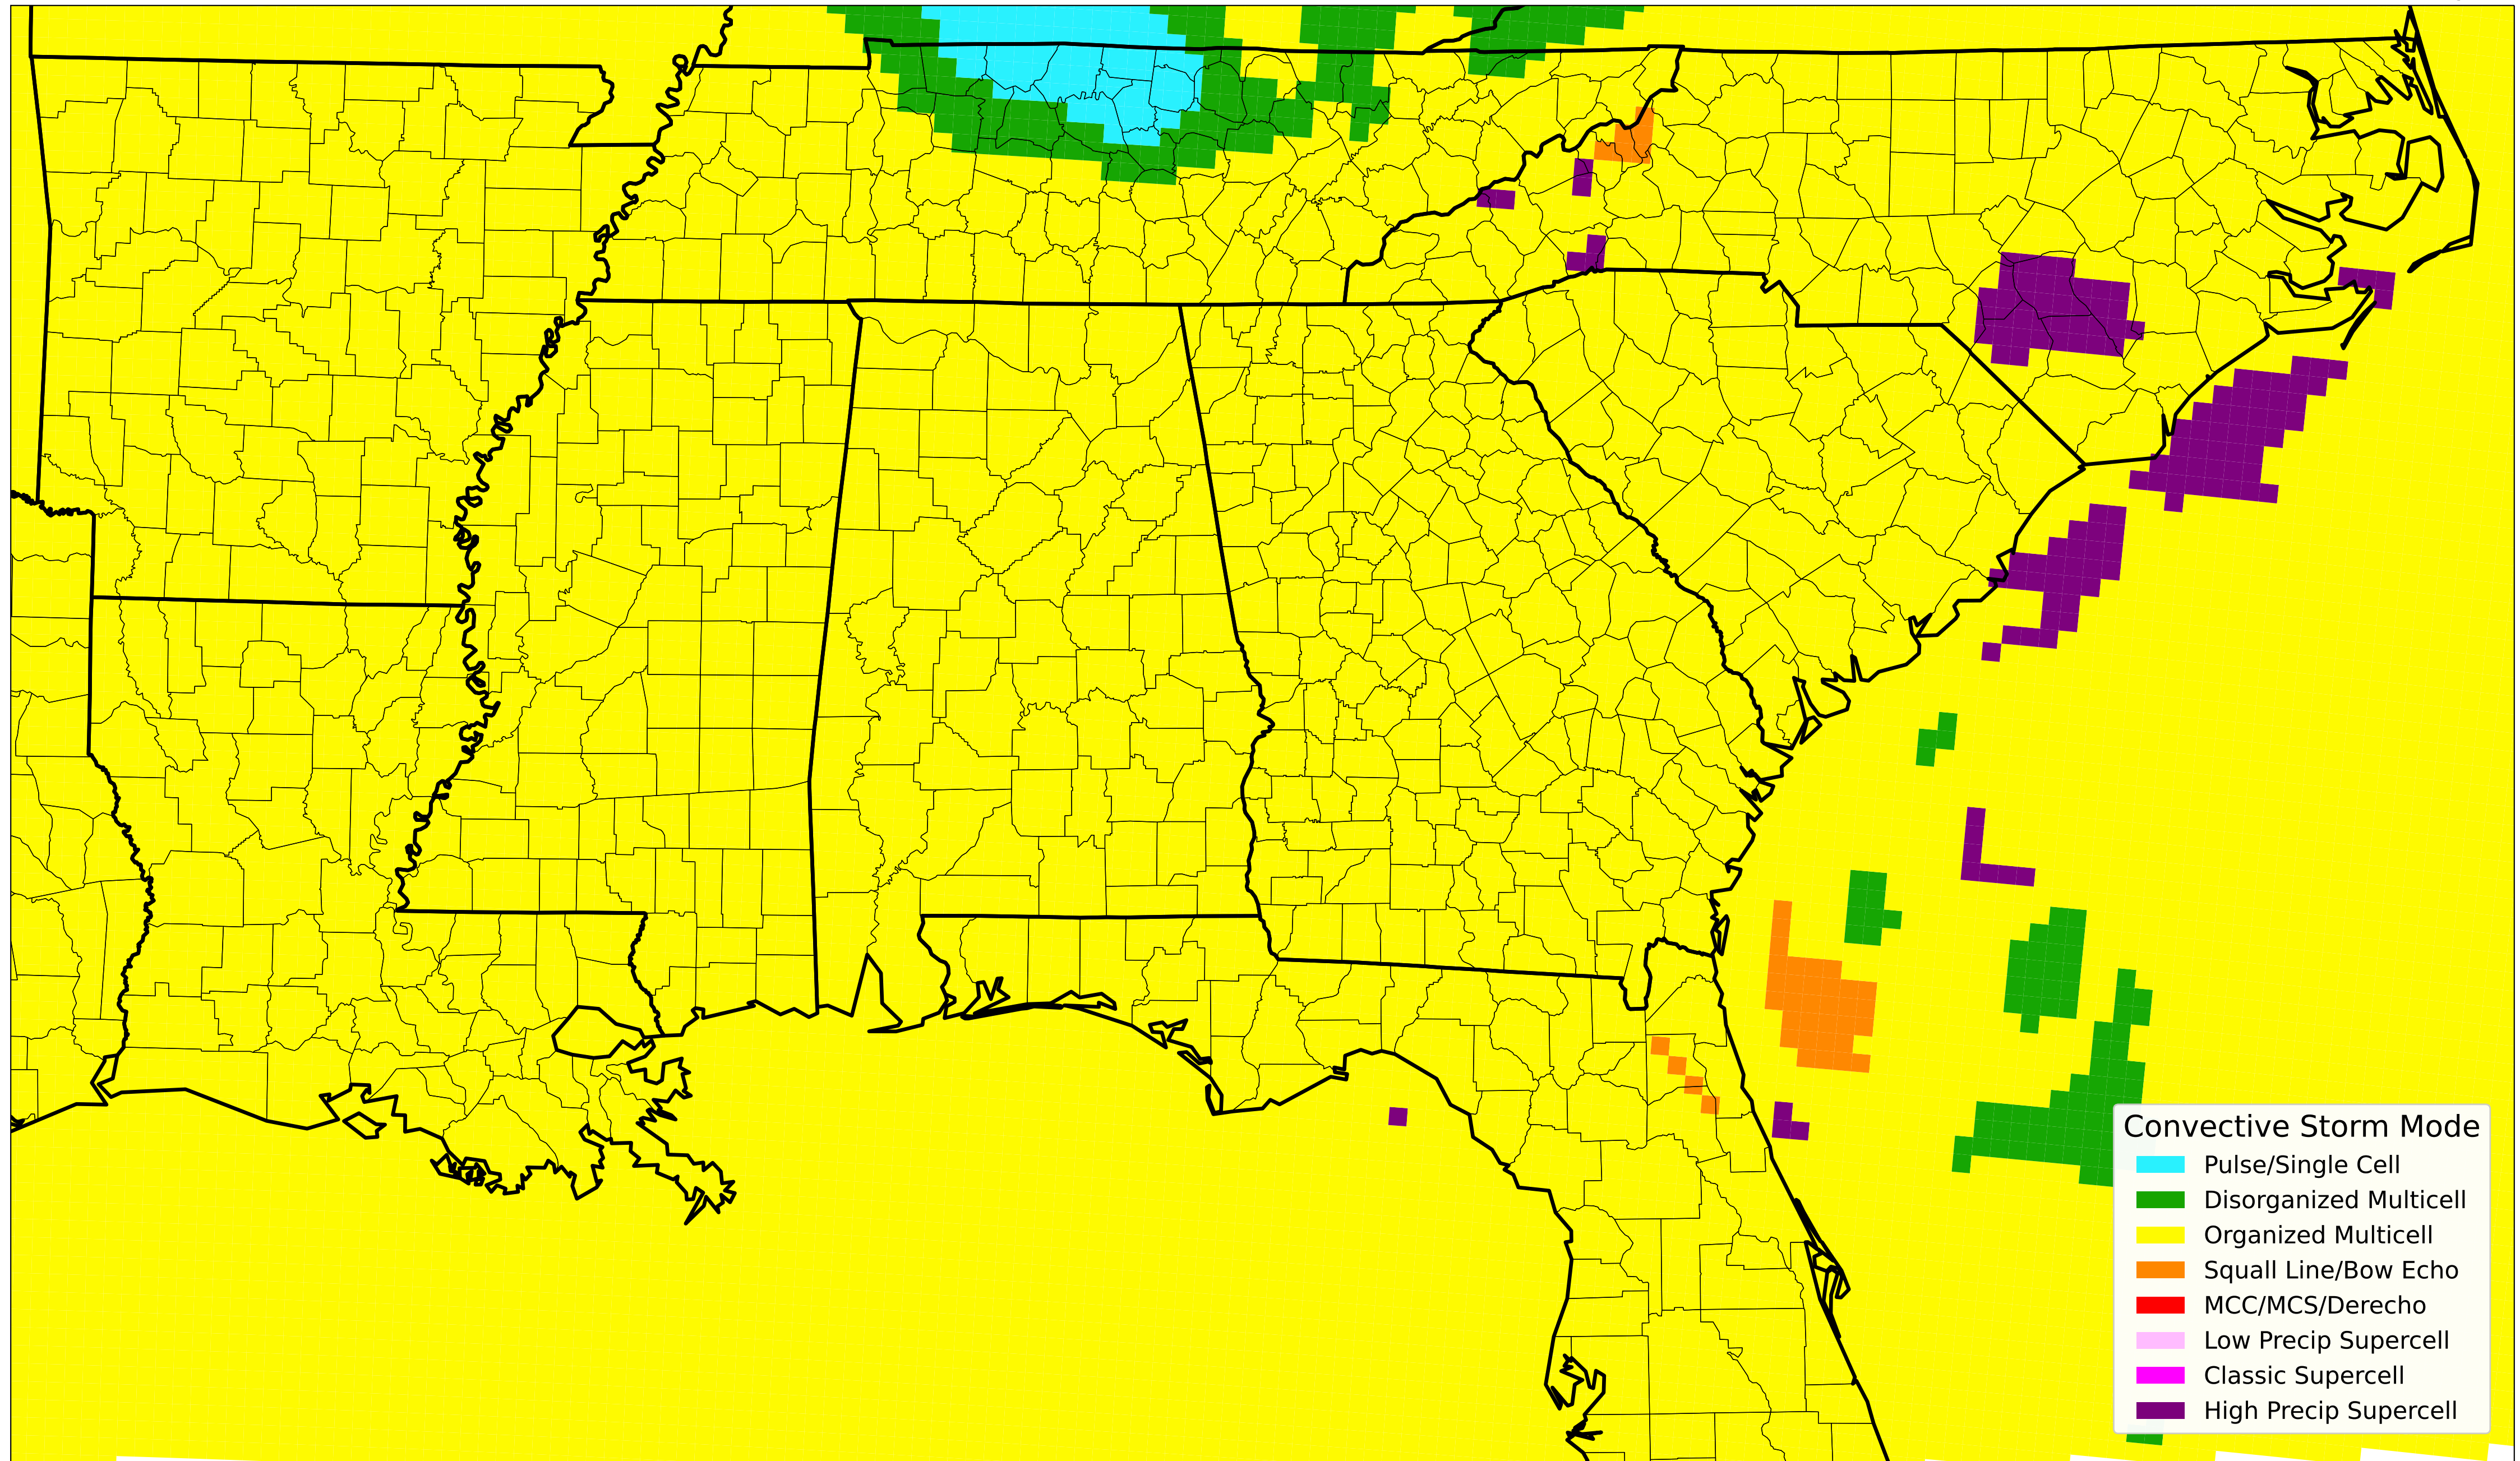 Convective Storm Mode
Pulse/Single Cell
Disorganized Multicell
Organized Multicell
Squall Line/Bow Echo
MCC/MCS/Derecho
Low Precip Supercell
Classic Supercell
High Precip Supercell